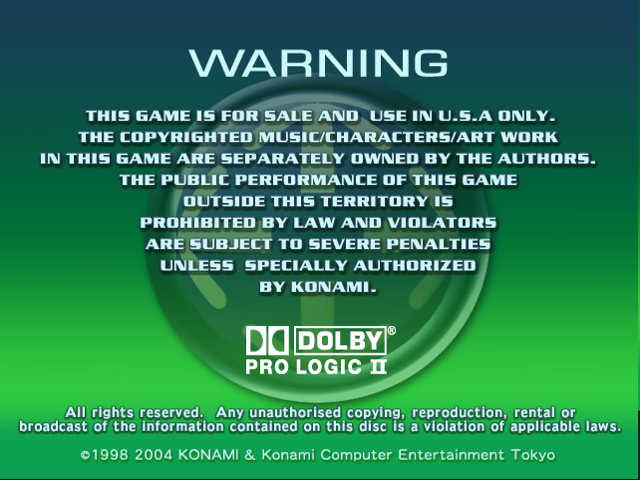 WARNING
THIS GAME IS FOR SALE AND USE IN U.S.A ONLY.
THE COPYRIGHTED MUSIC/CHARACTERS/ART WORK
IN THIS GAME ARE SEPARATELY OWNED BY THE AUTHORS.
THE PUBLIC PERFORMANCE OF THIS GAME
OUTSIDE THIS TERRITORY IS
PROHIBITED BY LAW AND VIOLATORS
ARE SUBJECT TO SEVERE PENALTIES
UNLESS SPECIALLY AUTHORIZED
BY KONAMI.
DOLBY®
PRO LOGIC II
All rights reserved. Any unauthorised copying, reproduction, rental or
broadcast of the information contained on this disc is a violation of applicable laws.
©1998 2004 KONAMI & Konami Computer Entertainment Tokyo